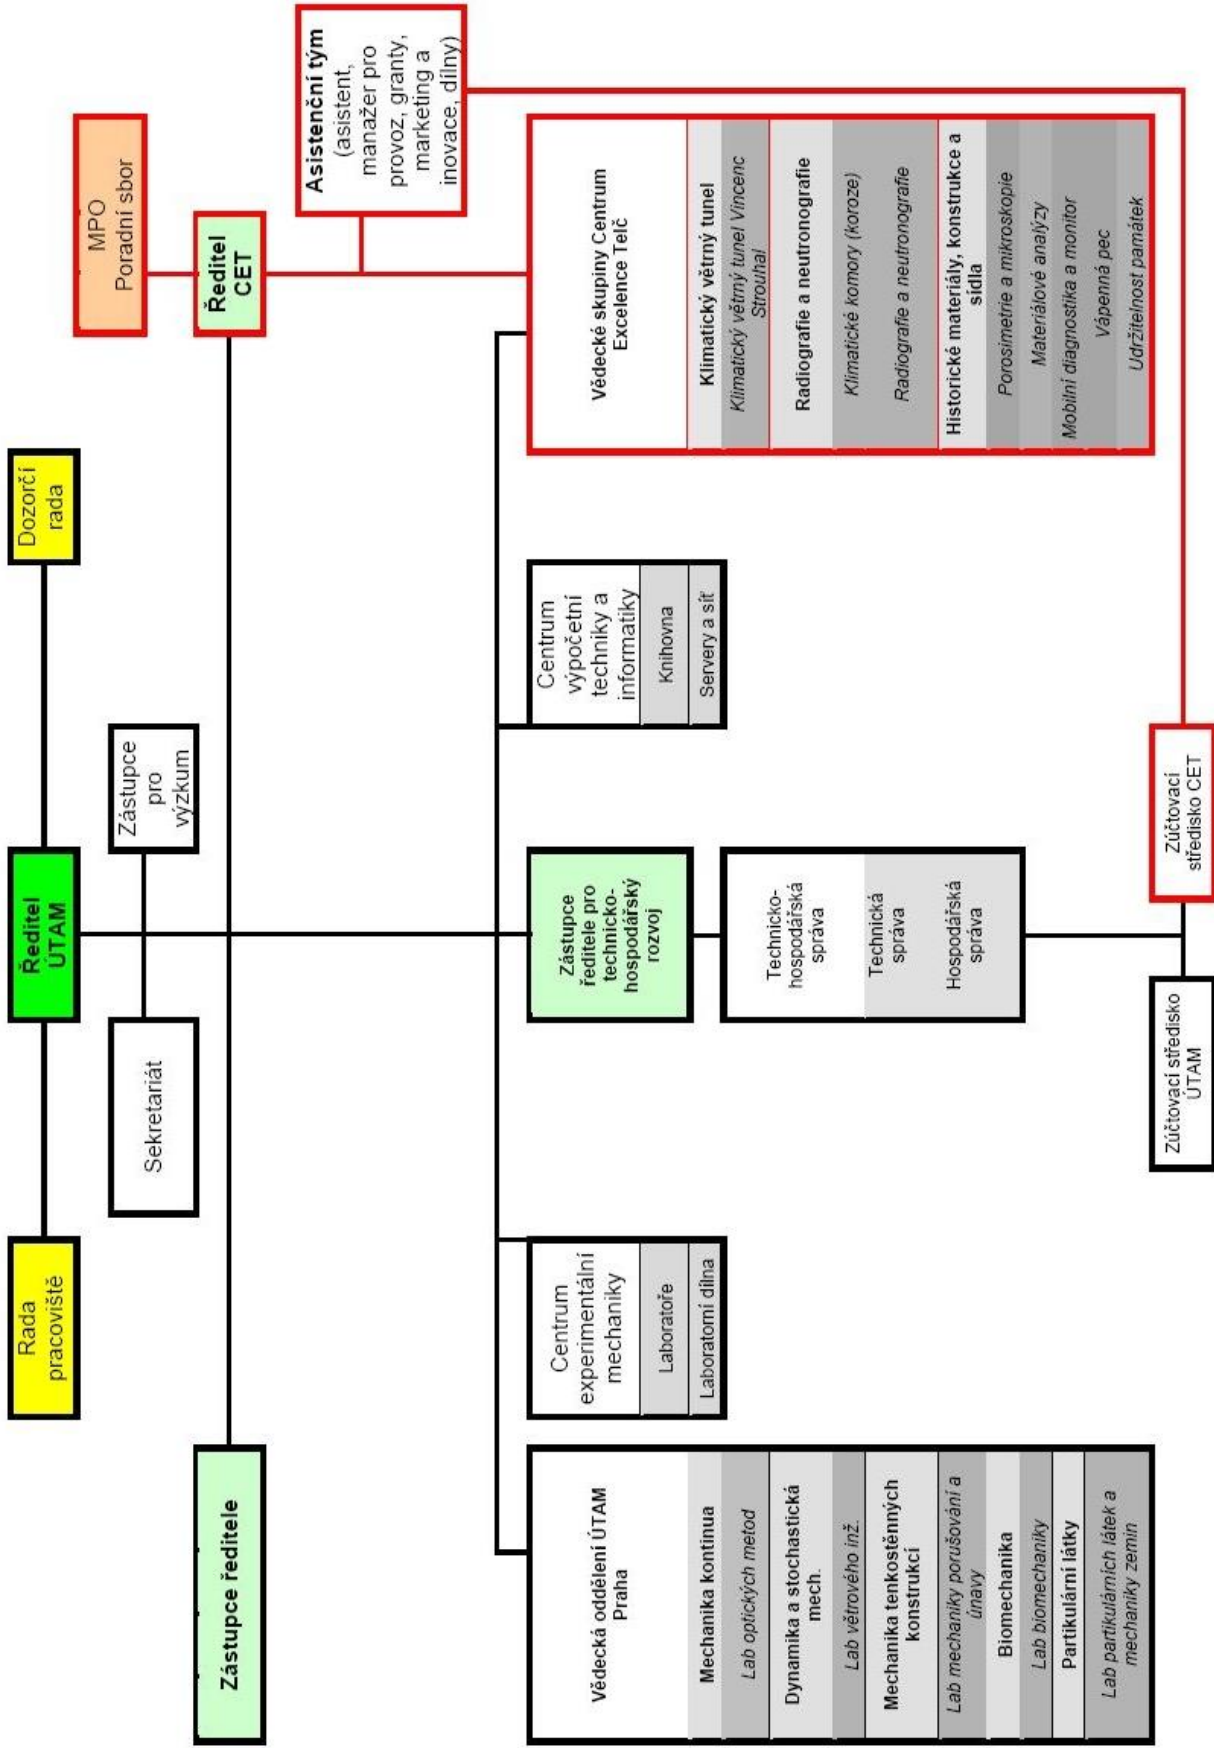 Rada
pracoviště
Ředitel
ÚTAM
Dozorčí
rada
MPO
Poradní sbor
Sekretariát
Zástupce
pro
výzkum
Zástupce ředitele
Ředitel
CET
Asistenční tým
(asistent,
manažer pro
provoz, granty,
marketing a
inovace, dílny)
Vědecká oddělení ÚTAM
Praha
Mechanika kontinua
Lab optických metod
Dynamika a stochastická
mech.
Lab větrového inž.
Mechanika tenkostěnných
konstrukcí
Lab mechaniky porušování a
únavy
Biomechanika
Lab biomechaniky
Partikulární látky
Lab partikulárních látek a
mechaniky zemin
Centrum
experimentální
mechaniky
Laboratoře
Laboratorní dílna
Zástupce
ředitele pro
technicko-
hospodářský
rozvoj
Technicko-
hospodářská
správa
Technická
správa
Hospodářská
správa
Centrum
výpočetní
techniky a
informatiky
Knihovna
Servery a síť
Vědecké skupiny Centrum
Excelence Telč
Klimatický větrný tunel
Klimatický větrný tunel Vincenc
Strouhal
Radiografie a neutronografie
Klimatické komory (koroze)
Radiografie a neutronografie
Historické materiály, konstrukce a
sídla
Porosimetrie a mikroskopie
Materiálové analýzy
Mobilní diagnostika a monitor
Vápenná pec
Udržitelnost památek
Zúčtovací středisko
ÚTAM
Zúčtovací
středisko CET